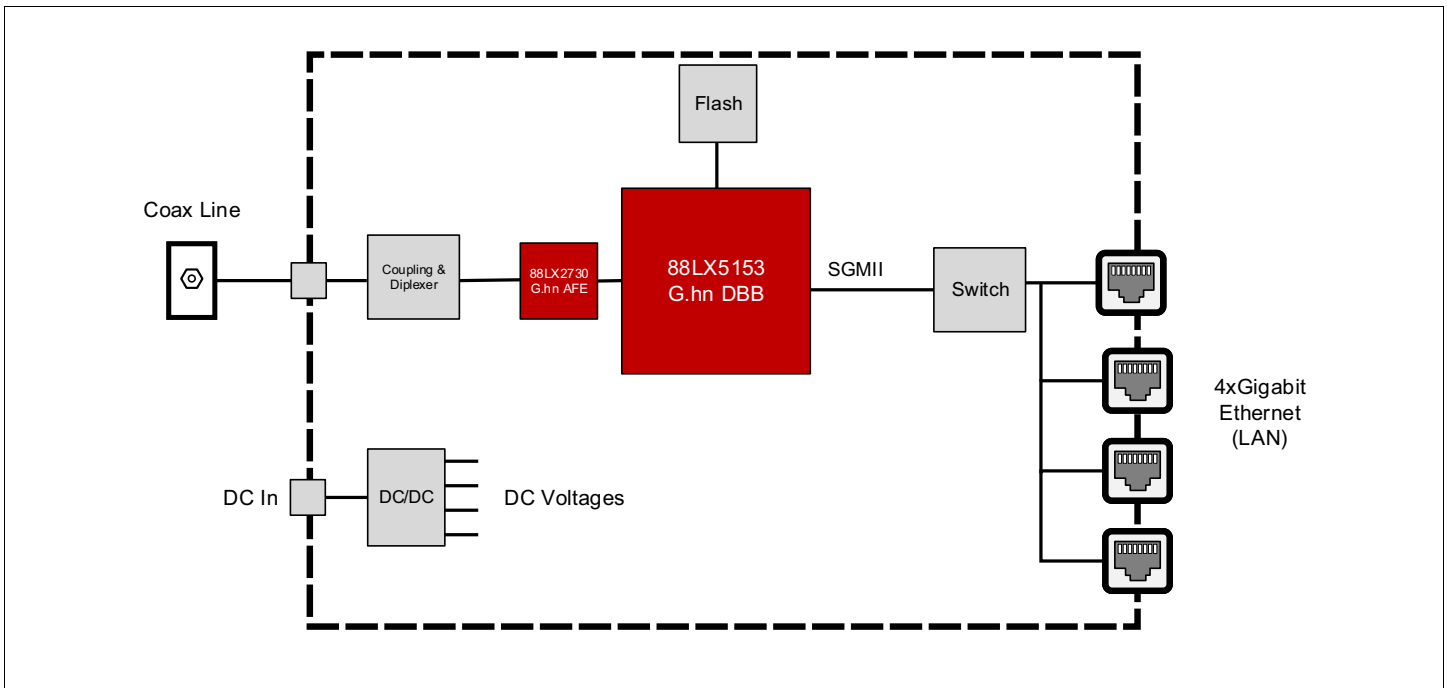 Flash
Coax Line
Coupling &
Diplexer
88LX2730
G.hn AFE
88LX5153
G.hn DBB
SGMII
Switch
4xGigabit
Ethernet
(LAN)
DC In
DC/DC
DC Voltages